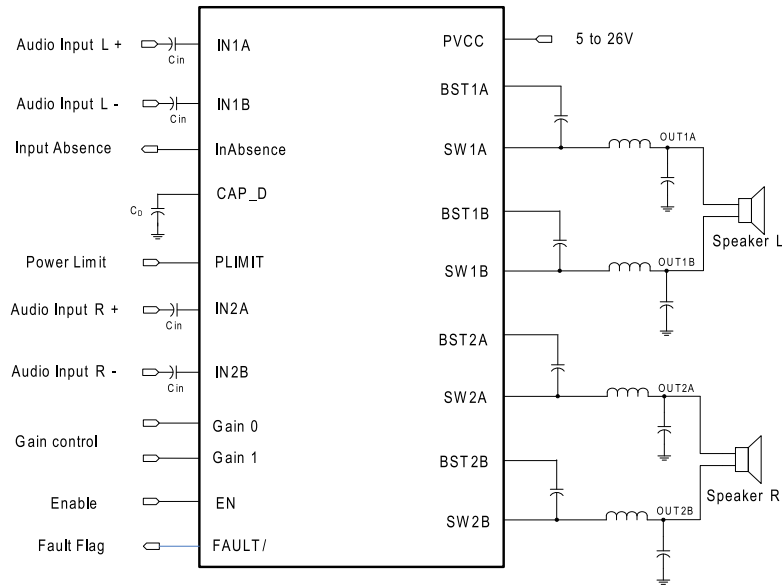 Audio Input L +
Cin
IN1A
Audio Input L -
Cin
IN1B
Input Absence
InAbsence
CAP_D
CD
Power Limit
PLIMIT
Audio Input R +
Cin
IN2A
Audio Input R -
Cin
IN2B
Gain control
Gain 0
Gain 1
Enable
EN
Fault Flag
FAULT/
PVCC
5 to 26V
BST1A
SW1A
OUT1A
BST1B
Speaker L
SW1B
OUT1B
BST2A
SW2A
OUT2A
BST2B
Speaker R
SW2B
OUT2B